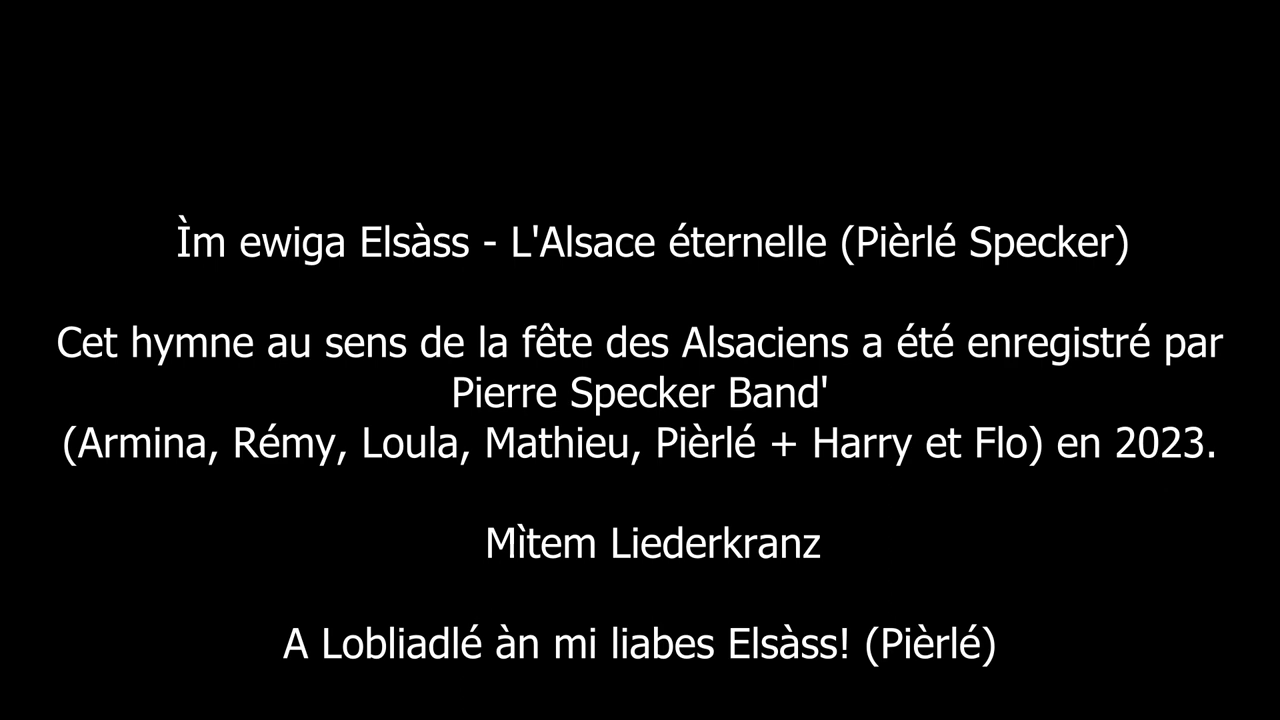 Ìm ewiga Elsàss - L'Alsace éternelle (Pièrlé Specker)
Cet hymne au sens de la fête des Alsaciens a été enregistré par
Pierre Specker Band'
(Armina, Rémy, Loula, Mathieu, Pièrlé + Harry et Flo) en 2023.
Mìtem Liederkranz
A Lobliadlé àn mi liabes Elsàss! (Pièrlé)